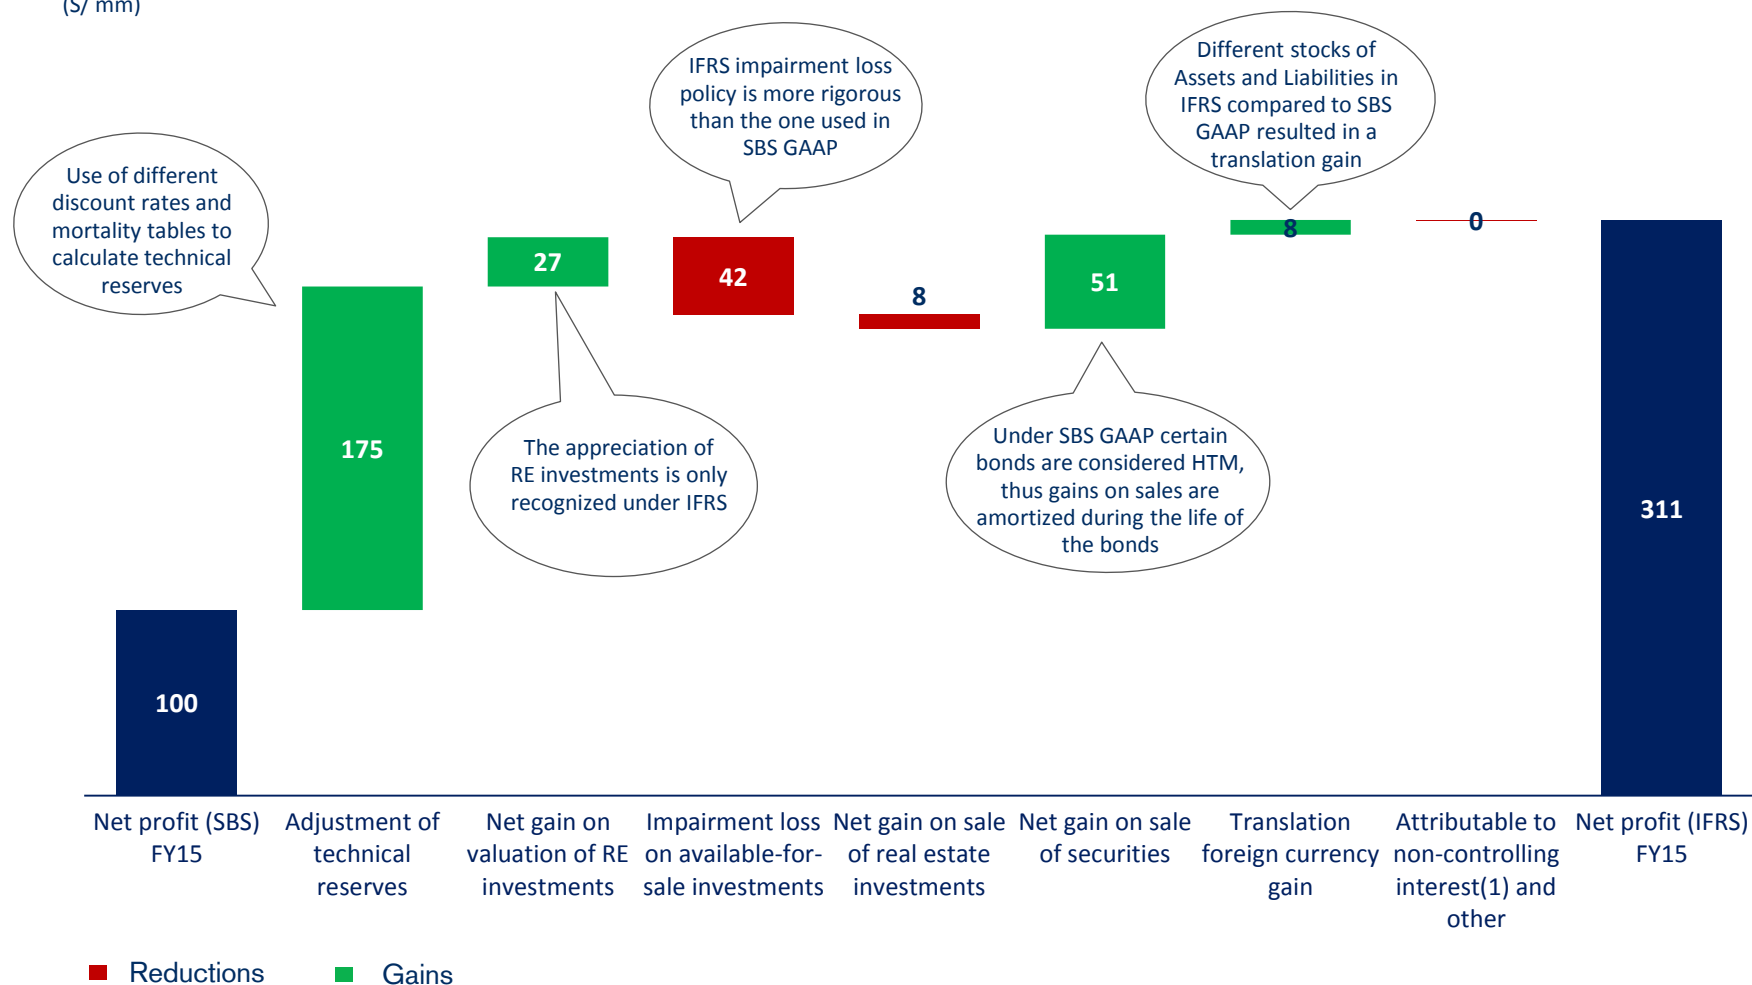 (S/ mm)
Use of different
discount rates and
mortality tables to
calculate technical
reserves
IFRS impairment loss
policy is more rigorous
than the one used in
SBS GAAP
Different stocks of
Assets and Liabilities in
IFRS compared to SBS
GAAP resulted in a
translation gain
The appreciation of
RE investments is only
recognized under IFRS
Under SBS GAAP certain
bonds are considered HTM,
thus gains on sales are
amortized during the life of
the bonds
100
175
27
42
8
51
8
0
311
Net profit (SBS)
FY15
Adjustment of
technical
reserves
Net gain on
valuation of RE
investments
Impairment loss
on available-for-
sale investments
Net gain on sale
of real estate
investments
Net gain on sale
of securities
Translation
foreign currency
gain
Attributable to
non-controlling
interest(1) and
other
Net profit (IFRS)
FY15
Reductions
Gains